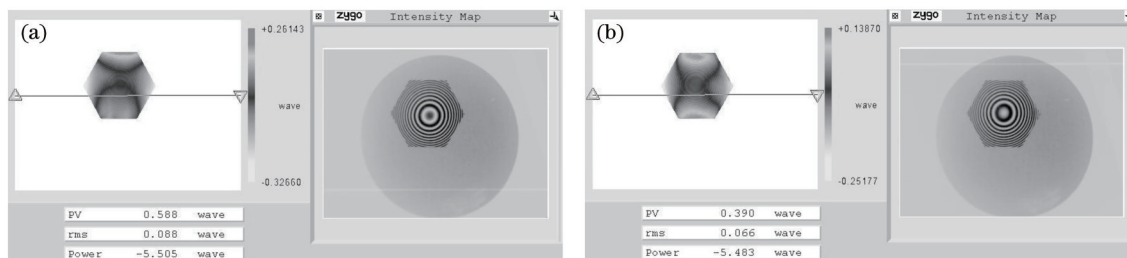 (a)
+0.26143
wave
-0.32660
zygo Intensity Map
PV 0.588 wave
rms 0.088 wave
Power -5.505 wave
(b)
+0.13870
wave
-0.25177
zygo Intensity Map
PV 0.390 wave
rms 0.066 wave
Power -5.483 wave